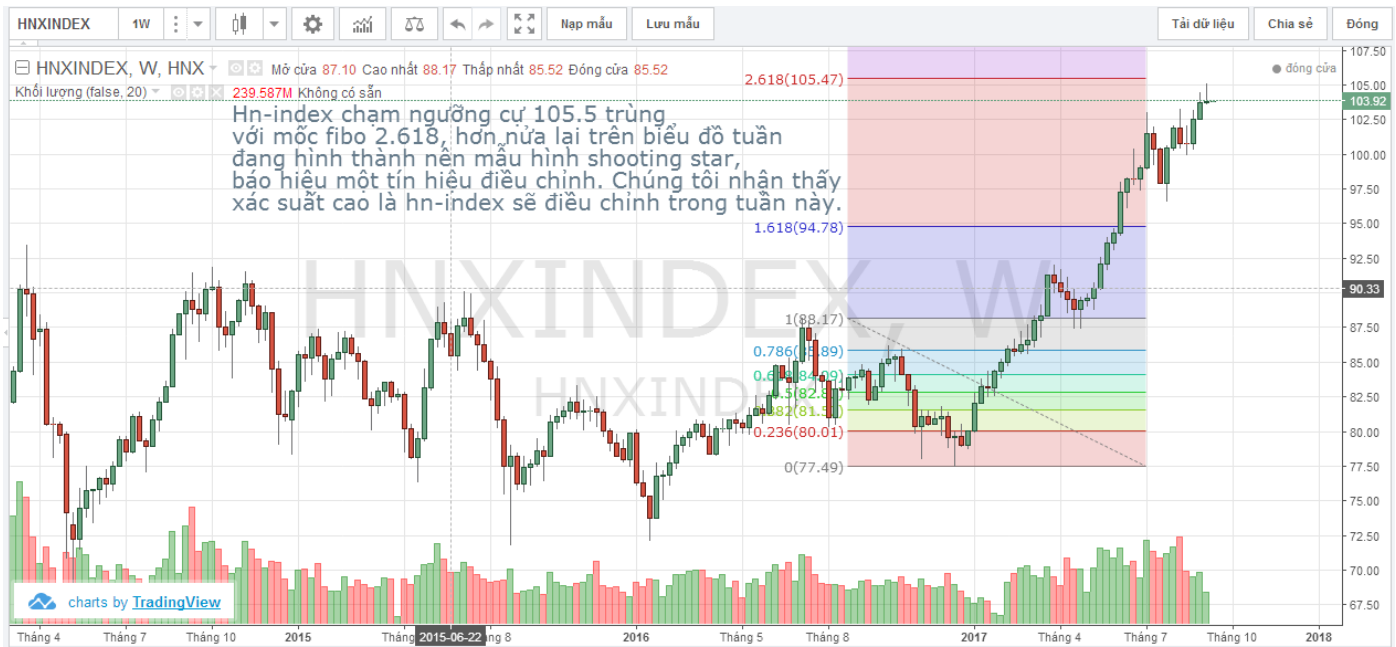 HNXINDEX 1W Nạp mẫu Lưu mẫu Tải dữ liệu Chia sẻ Đóng
HNXINDEX, W, HNX Mở cửa 87.10 Cao nhất 88.17 Thấp nhất 85.52 Đóng cửa 85.52
đóng cửa
Khối lượng (false, 20) 239.587M Không có sẵn
Hn-index chạm ngưỡng cự 105.5 trùng
với mốc fibo 2.618, hơn nửa lại trên biểu đồ tuần
đang hình thành nên mẫu hình shooting star,
báo hiệu một tín hiệu điều chỉnh. Chúng tôi nhận thấy
xác suất cao là hn-index sẽ điều chỉnh trong tuần này.
2.618(105.47)
1.618(94.78)
HNXINDEX, W
HNXINDEX
1(88.17)
0.786(85.89)
0.236(80.01)
0(77.49)
107.50
105.00
103.92
102.50
100.00
97.50
95.00
92.50
90.33
87.50
85.00
82.50
80.00
77.50
75.00
72.50
70.00
67.50
charts by TradingView
Tháng 4 Tháng 7 Tháng 10 2015 2015-06-22 2016 Tháng 5 Tháng 8 2017 Tháng 4 Tháng 7 Tháng 10 2018